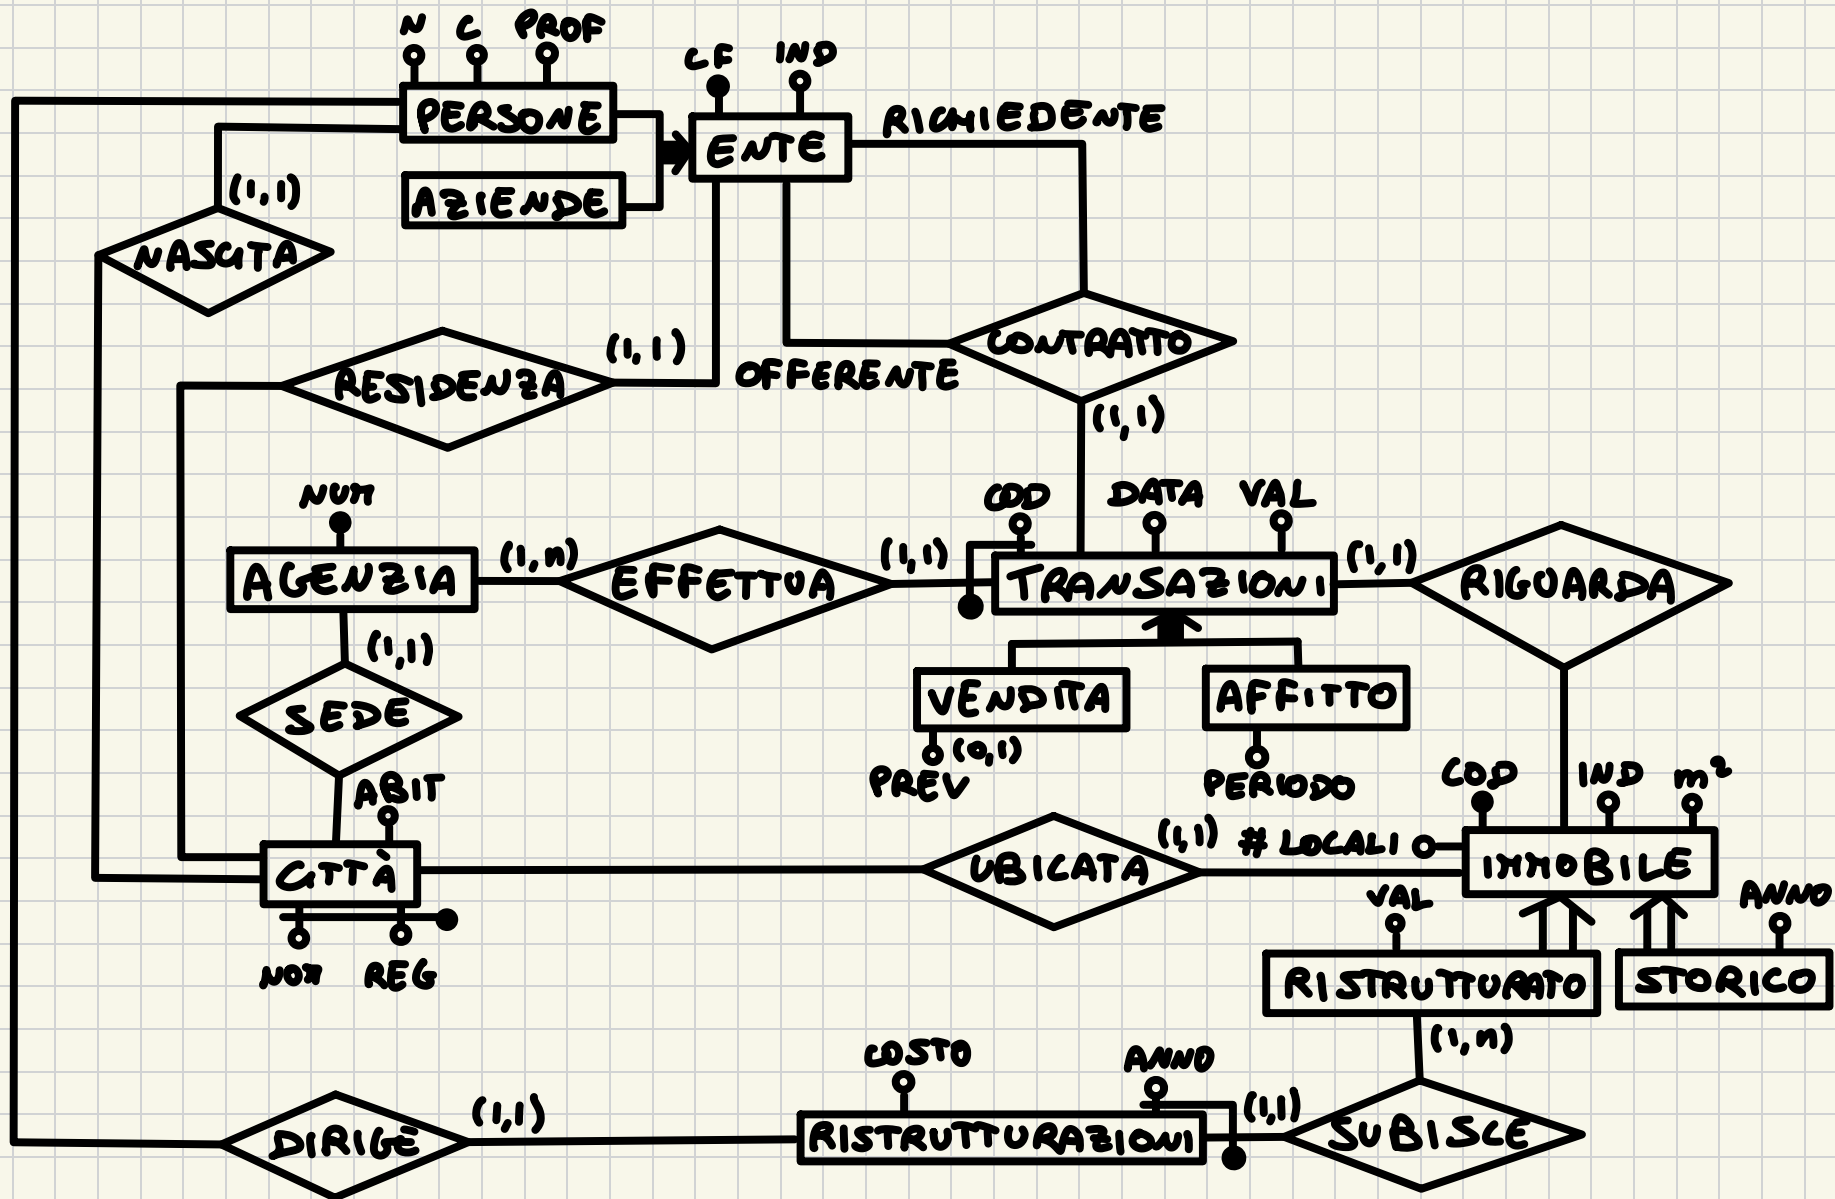 N C PROF
CF IND
PERSONE
RICHIEDENTE
ENTE
AZIENDE
(1,1)
NASCITA
CONTRATTO
(1,1)
RESIDENZA
OFFERENTE
(1,1)
NUM
COD DATA VAL
(1,n)
(1,1)
(1,1)
AGENZIA
EFFETTUA
TRANSAZIONI
RIGUARDA
(1,1)
VENDITA
AFFITTO
SEDE
(0,1)
PREV
PERIODO
COD IND m²
ABIT
(1,1)
# LOCALI
CITTÀ
UBICATA
IMMOBILE
VAL
ANNO
NOM REG
RISTRUTTURATO
STORICO
(1,n)
COSTO
ANNO
(1,1)
(1,1)
DIRIGE
RISTRUTTURAZIONI
SUBISCE